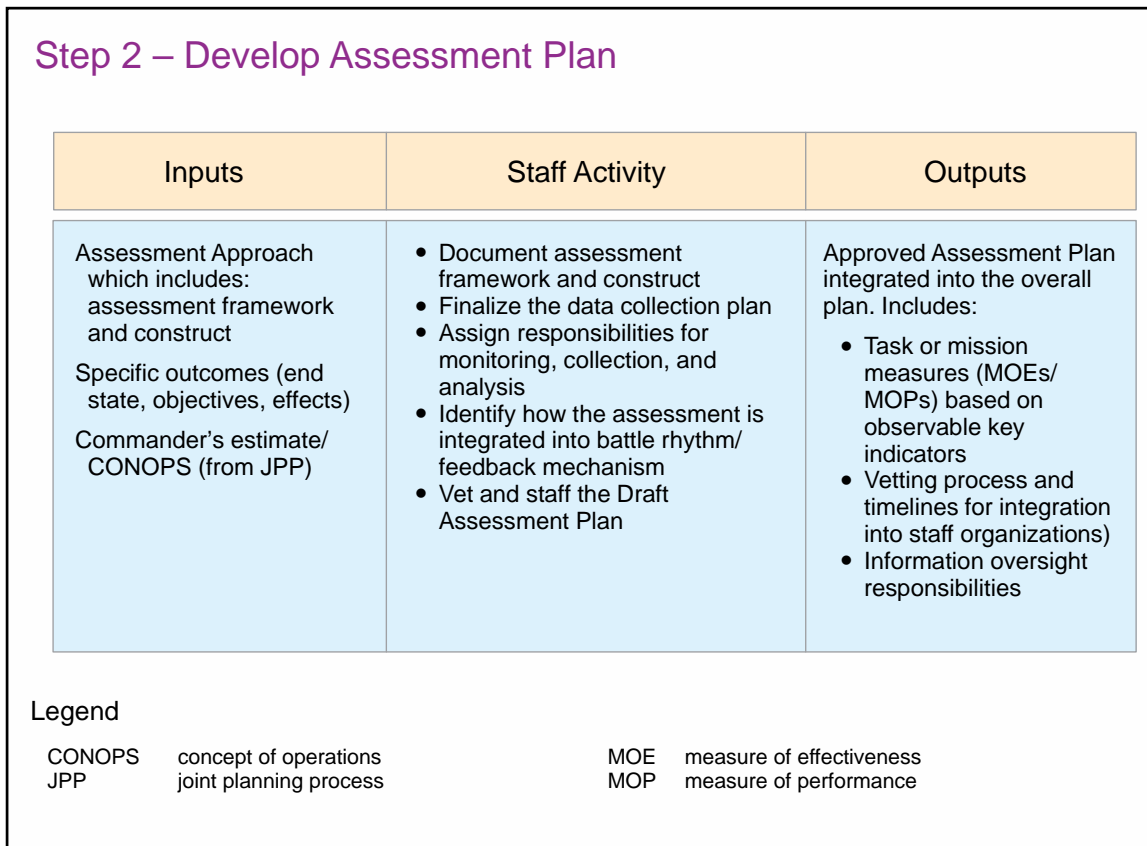 Step 2 – Develop Assessment Plan
Inputs
Staff Activity
Outputs
Assessment Approach
which includes:
assessment framework
and construct
Specific outcomes (end
state, objectives, effects)
Commander’s estimate/
CONOPS (from JPP)
• Document assessment
framework and construct
• Finalize the data collection plan
• Assign responsibilities for
monitoring, collection, and
analysis
• Identify how the assessment is
integrated into battle rhythm/
feedback mechanism
• Vet and staff the Draft
Assessment Plan
Approved Assessment Plan
integrated into the overall
plan. Includes:
• Task or mission
measures (MOEs/
MOPs) based on
observable key
indicators
• Vetting process and
timelines for integration
into staff organizations)
• Information oversight
responsibilities
Legend
CONOPS concept of operations
JPP joint planning process
MOE measure of effectiveness
MOP measure of performance